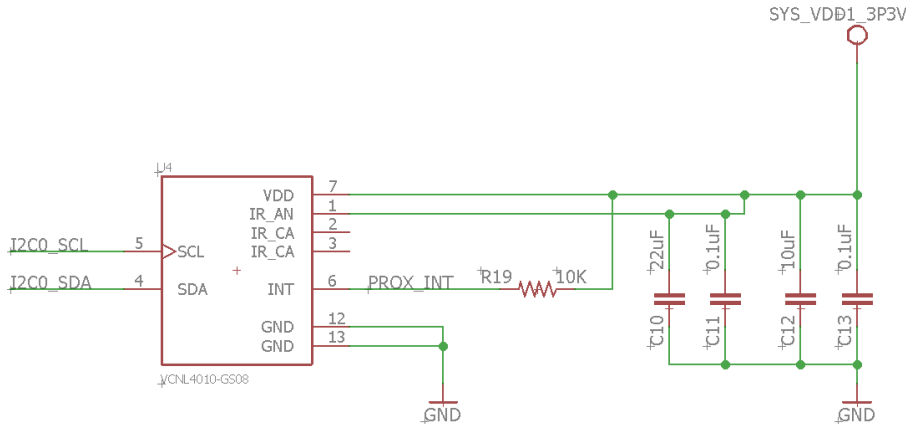 SYS_VDD1_3P3V
U4
VDD 7
IR_AN 1
IR_CA 2
IR_CA 3
I2C0_SCL 5 SCL
I2C0_SDA 4 SDA
INT 6 PROX_INT R19 10K
GND 12
GND 13
VCNL4010-GS08
GND
22uF C10
0.1uF C11
10uF C12
0.1uF C13
GND